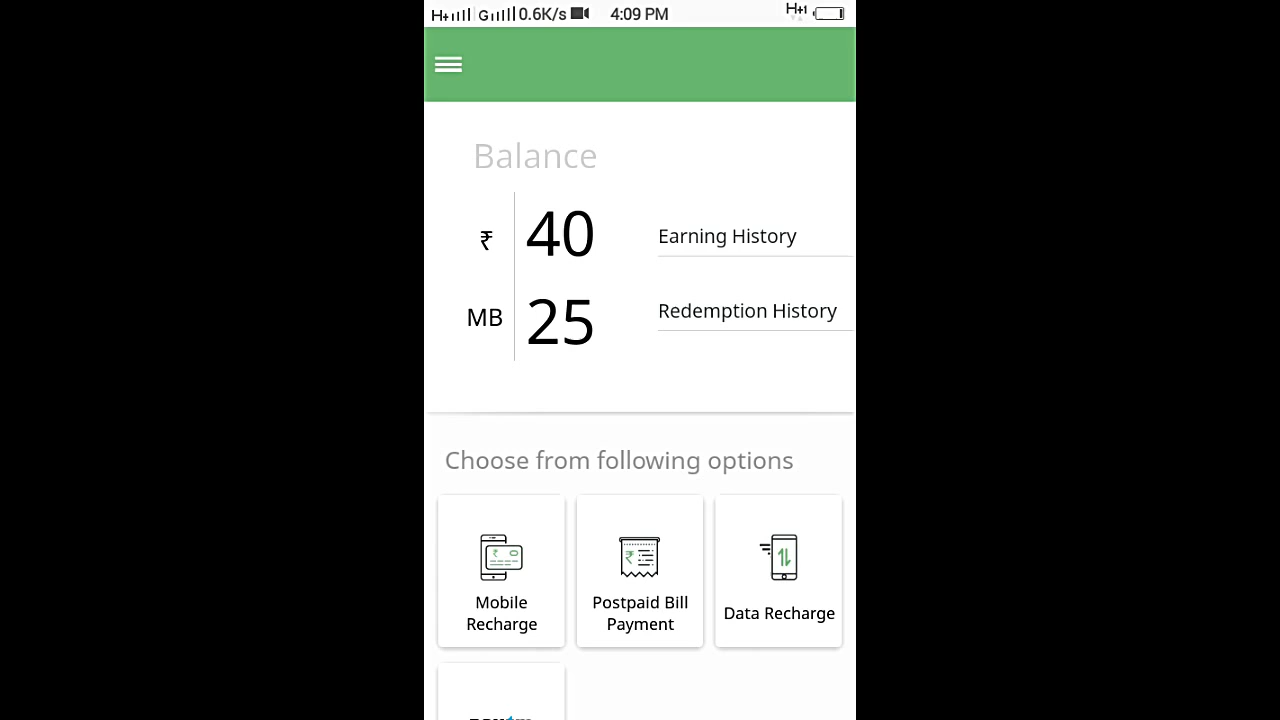 H+ G 0.6K/s 4:09 PM H+1
Balance
₹ 40 Earning History
MB 25 Redemption History
Choose from following options
Mobile
Recharge
Postpaid Bill
Payment
Data Recharge